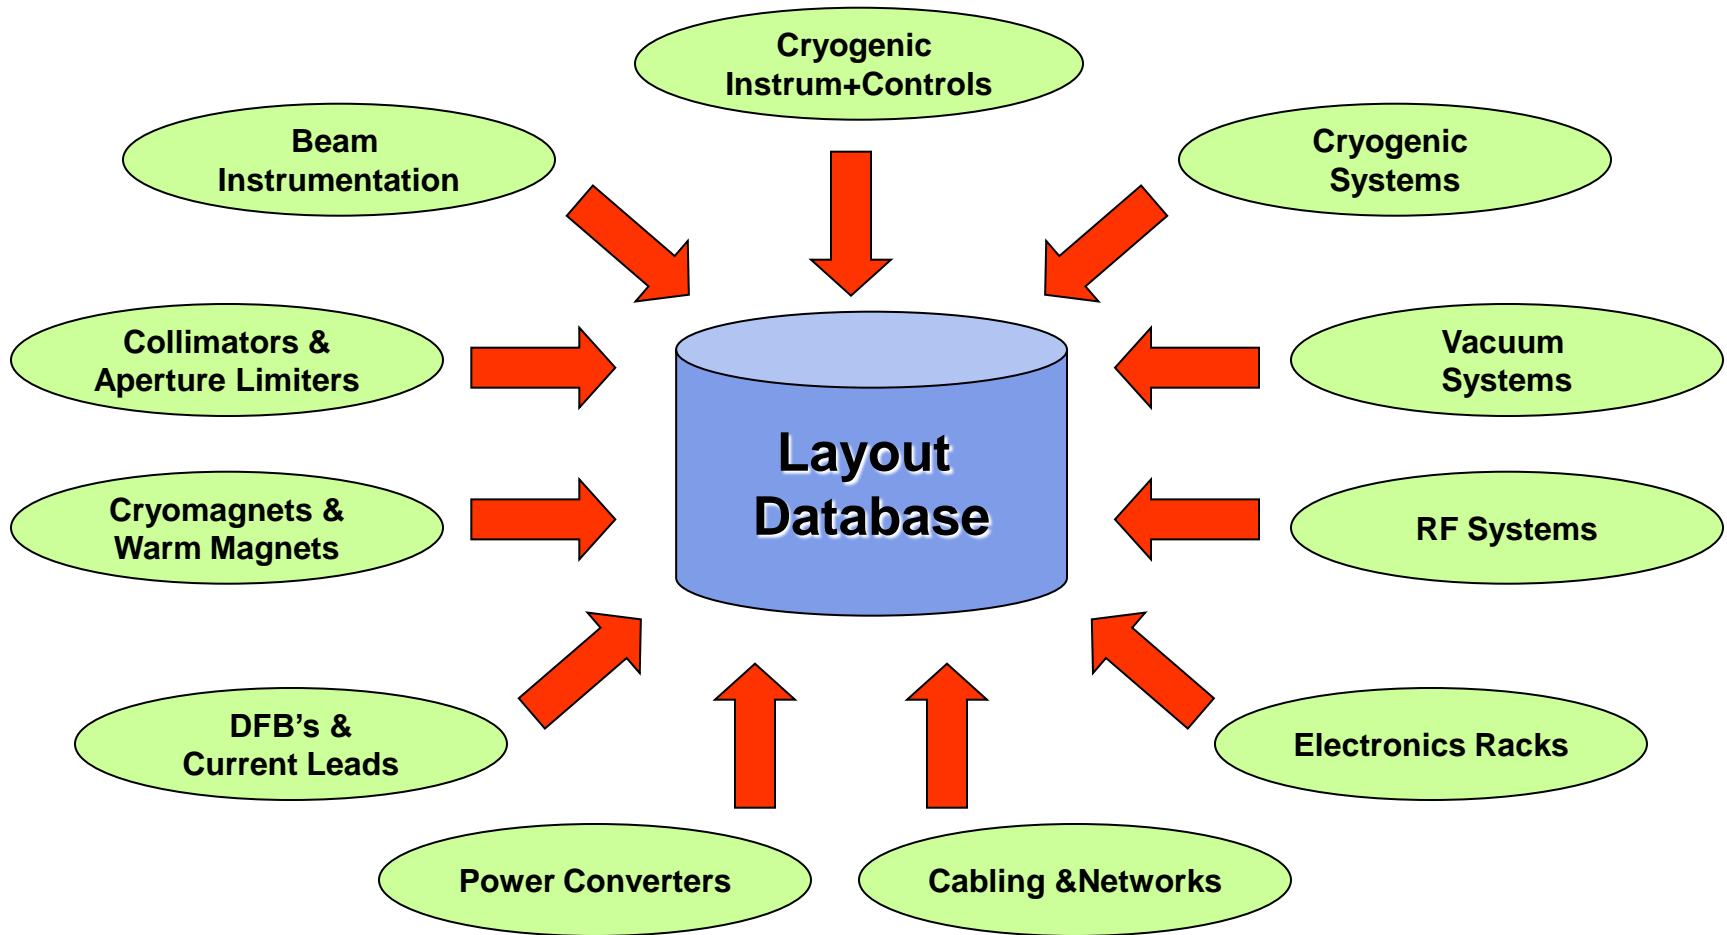 Cryogenic
Instrum+Controls
Beam
Instrumentation
Cryogenic
Systems
Collimators &
Aperture Limiters
Vacuum
Systems
Layout
Database
Cryomagnets &
Warm Magnets
RF Systems
DFB’s &
Current Leads
Electronics Racks
Power Converters
Cabling &Networks